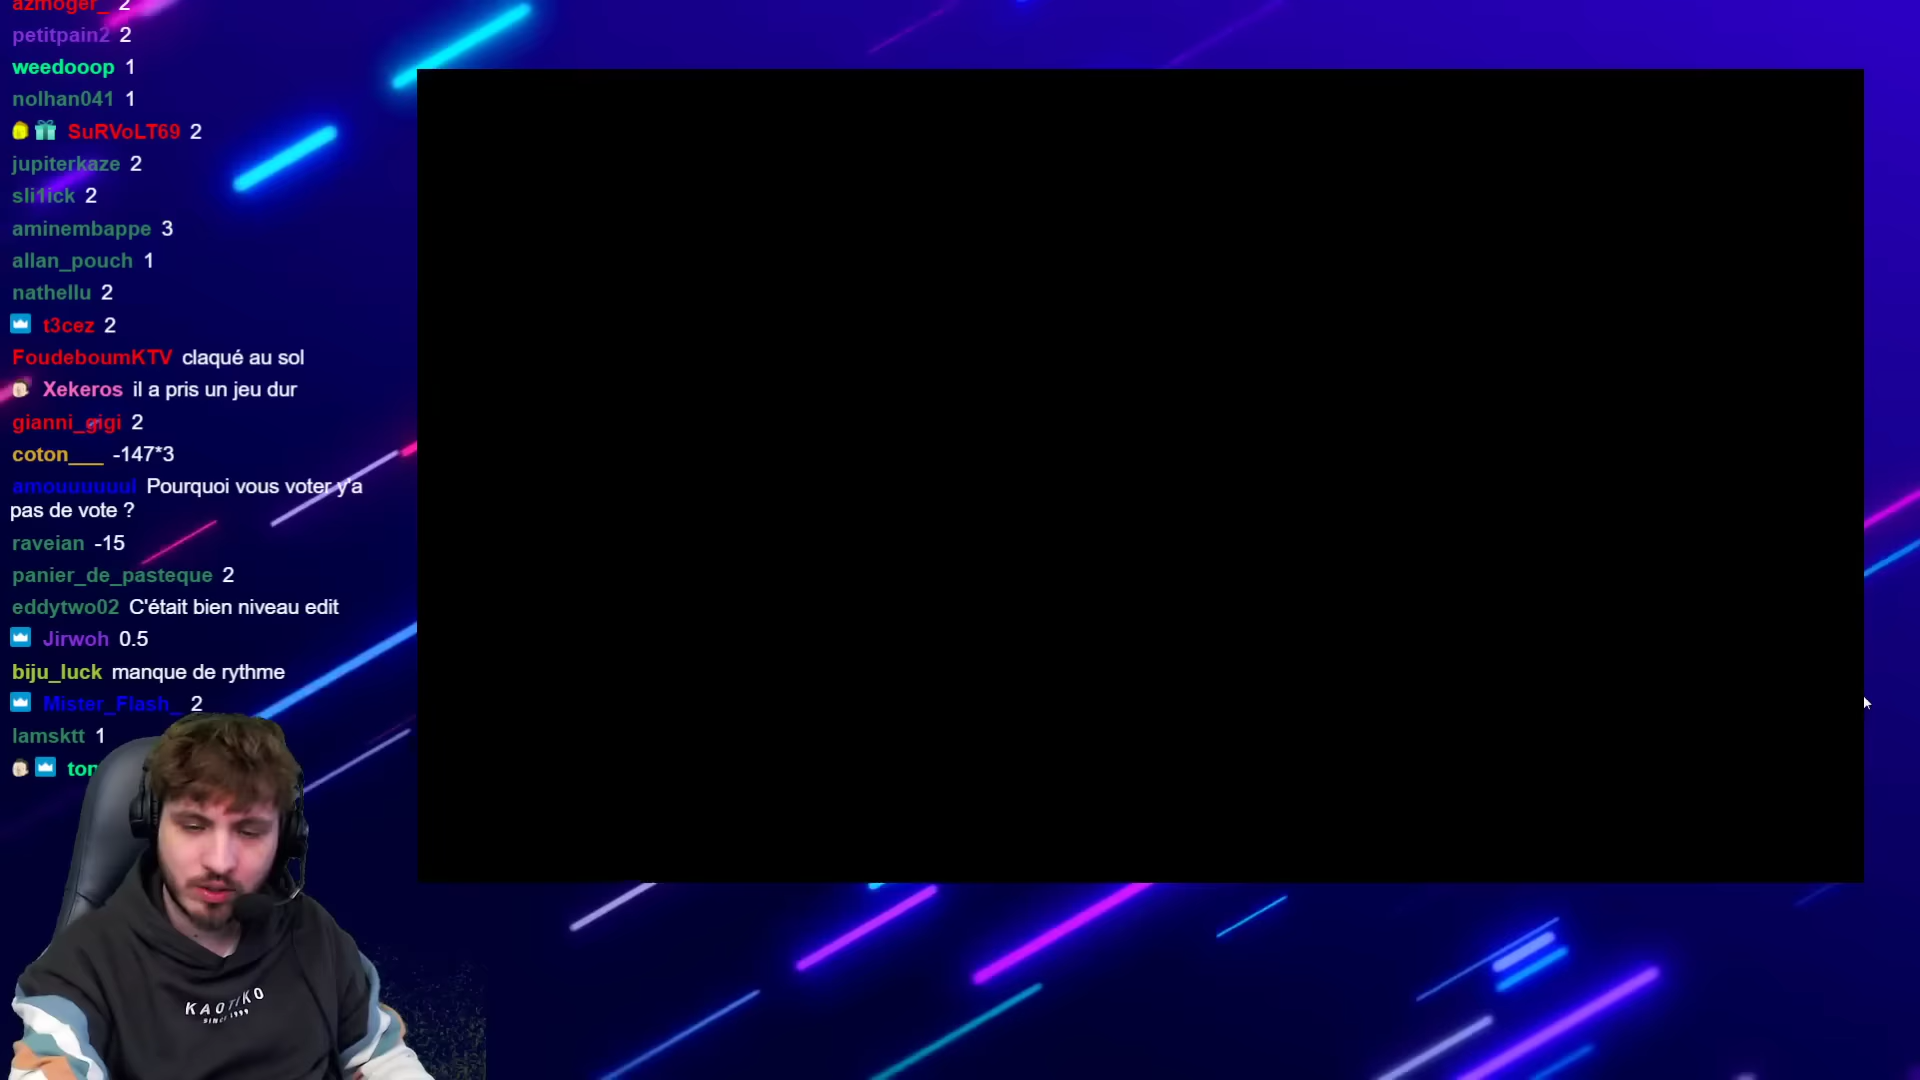 azmoger_ 2
petitpain2 2
weedooop 1
nolhan041 1
SuRVoLT69 2
jupiterkaze 2
sli1ick 2
aminembappe 3
allan_pouch 1
nathellu 2
t3cez 2
FoudeboumKTV claqué au sol
Xekeros il a pris un jeu dur
gianni_gigi 2
coton___ -147*3
amouuuuuul Pourquoi vous voter y'a
pas de vote ?
raveian -15
panier_de_pasteque 2
eddytwo02 C'était bien niveau edit
Jirwoh 0.5
biju_luck manque de rythme
Mister_Flash_ 2
lamsktt 1
KAOTIKO
SINCE 1999